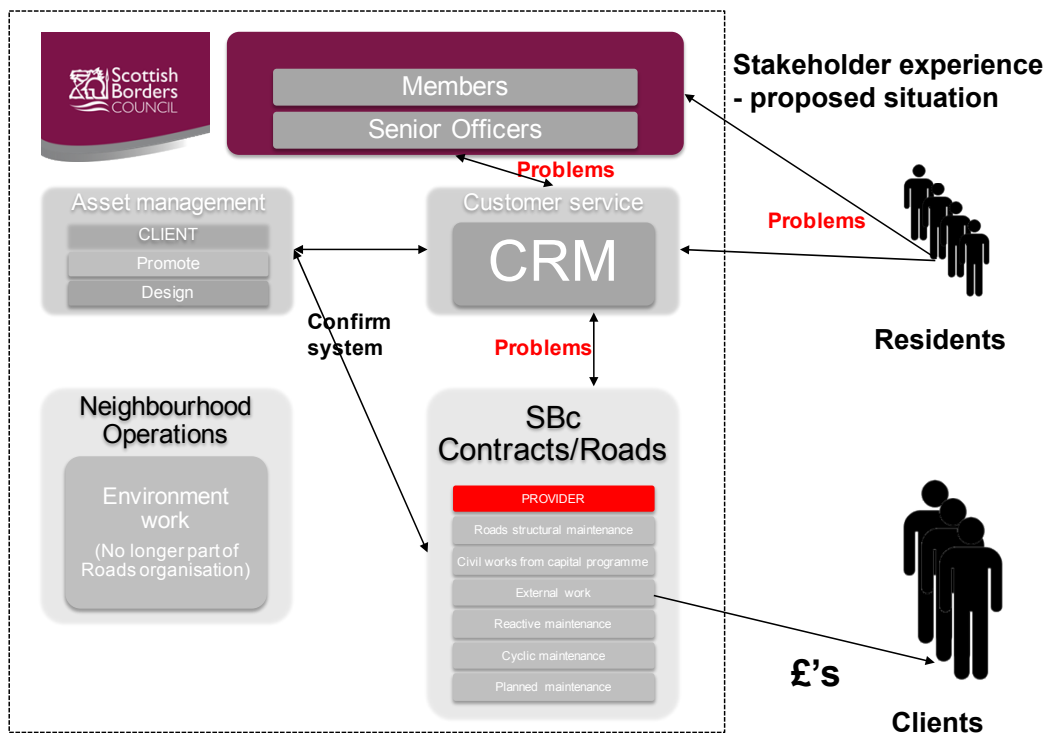 Scottish
Borders
COUNCIL
Members
Senior Officers
Stakeholder experience
- proposed situation
Problems
Asset management
CLIENT
Promote
Design
Customer service
CRM
Problems
Residents
Confirm
system
Problems
Neighbourhood
Operations
Environment
work
(No longer part of
Roads organisation)
SBc
Contracts/Roads
PROVIDER
Roads structural maintenance
Civil works from capital programme
External work
Reactive maintenance
Cyclic maintenance
Planned maintenance
£'s
Clients